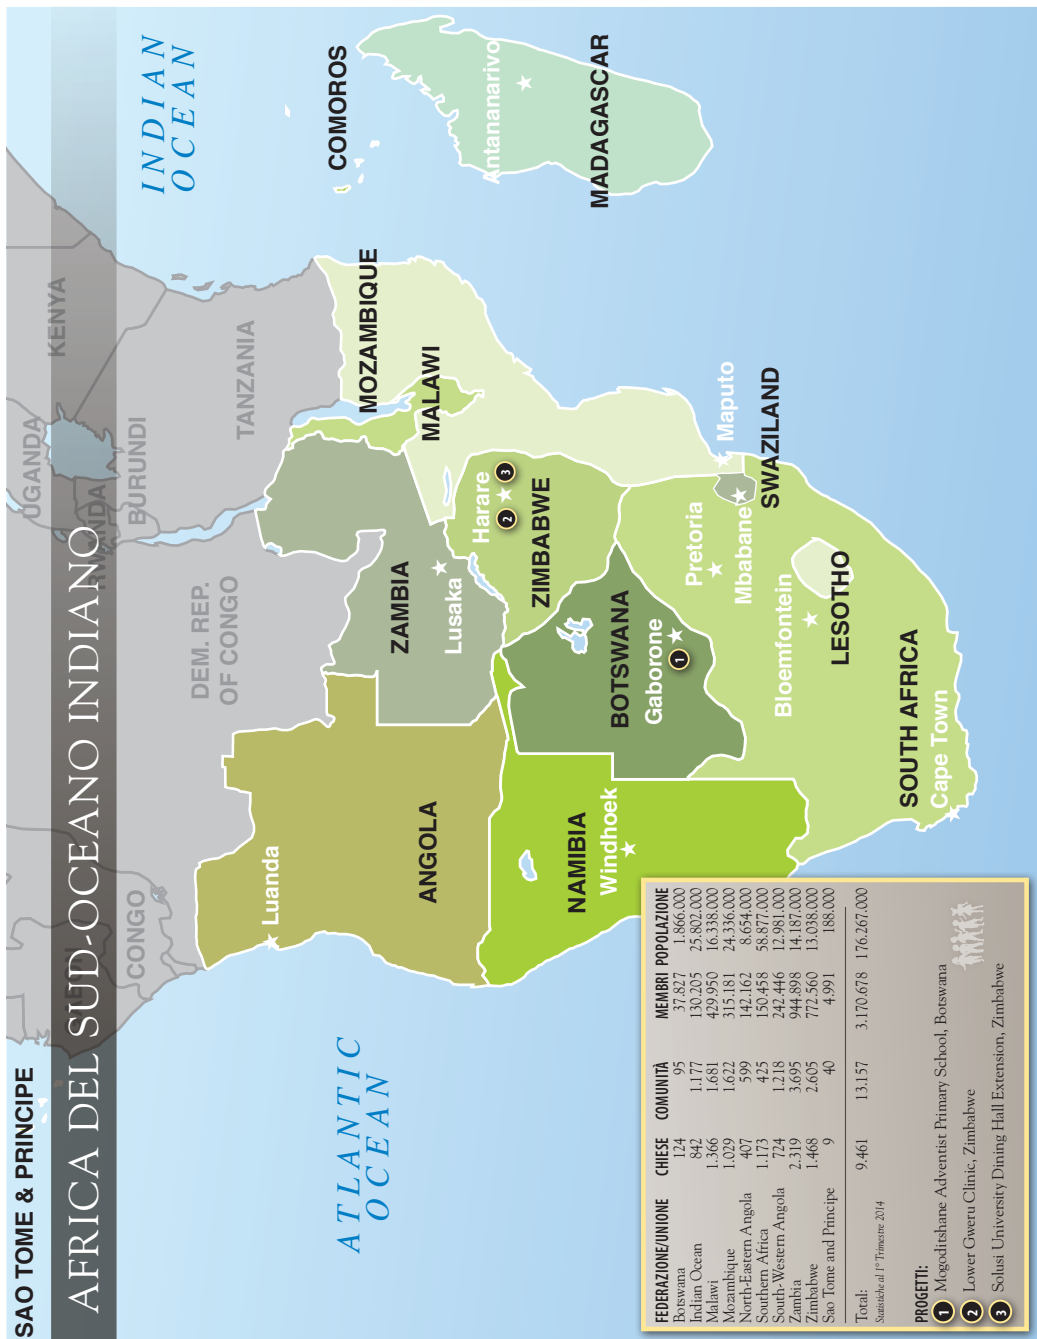 SAO TOME & PRINCIPE
AFRICA DEL SUD-OCEANO INDIANO
INDIAN
OCEAN
ATLANTIC
OCEAN
UGANDA
KENYA
RWANDA
BURUNDI
TANZANIA
DEM. REP.
OF CONGO
CONGO
COMOROS
MADAGASCAR
Antananarivo
MOZAMBIQUE
MALAWI
ZAMBIA
Lusaka
Harare
2
3
ZIMBABWE
ANGOLA
Luanda
NAMIBIA
Windhoek
BOTSWANA
Gaborone
1
Maputo
SWAZILAND
Pretoria
Mbabane
Bloemfontein
LESOTHO
SOUTH AFRICA
Cape Town
FEDERAZIONE/UNIONE CHIESE COMUNITÀ MEMBRI POPOLAZIONE
Botswana 124 95 37.827 1.866.000
Indian Ocean 842 1.177 130.205 25.802.000
Malawi 1.366 1.681 429.950 16.338.000
Mozambique 1.029 1.622 315.181 24.336.000
North-Eastern Angola 407 599 142.162 8.654.000
Southern Africa 1.173 425 150.458 58.877.000
South-Western Angola 724 1.218 242.446 12.981.000
Zambia 2.319 3.695 944.898 14.187.000
Zimbabwe 1.468 2.605 772.560 13.038.000
Sao Tome and Principe 9 40 4.991 188.000
Total: 9.461 13.157 3.170.678 176.267.000
Statistiche al 1° Trimestre 2014
PROGETTI:
1 Mogoditshane Adventist Primary School, Botswana
2 Lower Gweru Clinic, Zimbabwe
3 Solusi University Dining Hall Extension, Zimbabwe